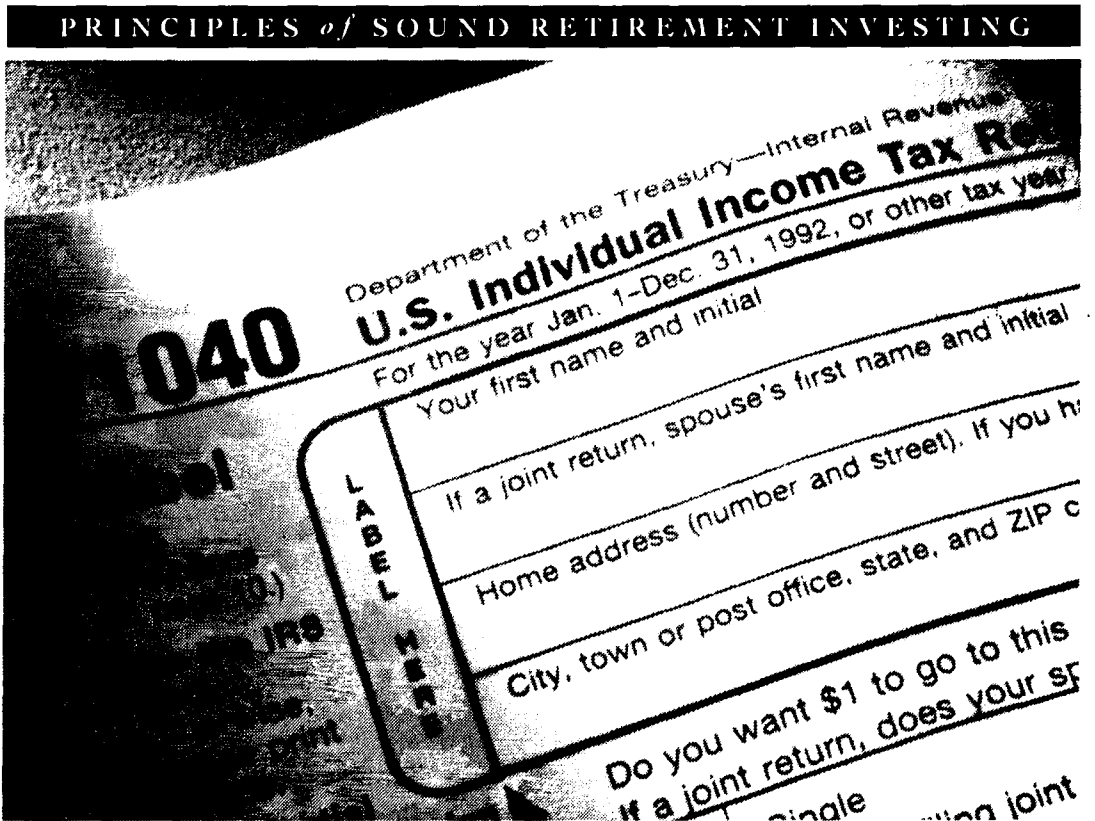 PRINCIPLES of SOUND RETIREMENT INVESTING
Department of the Treasury—Internal Revenue
1040
U.S. Individual Income Tax
For the year Jan. 1–Dec. 31, 1992, or other tax year
Your first name and initial
If a joint return, spouse's first name and initial
Home address (number and street). If you
City, town or post office, state, and ZIP
LABEL
HERE
IRS
print
Do you want $1 to go to this
If a joint return, does your
Single
joint